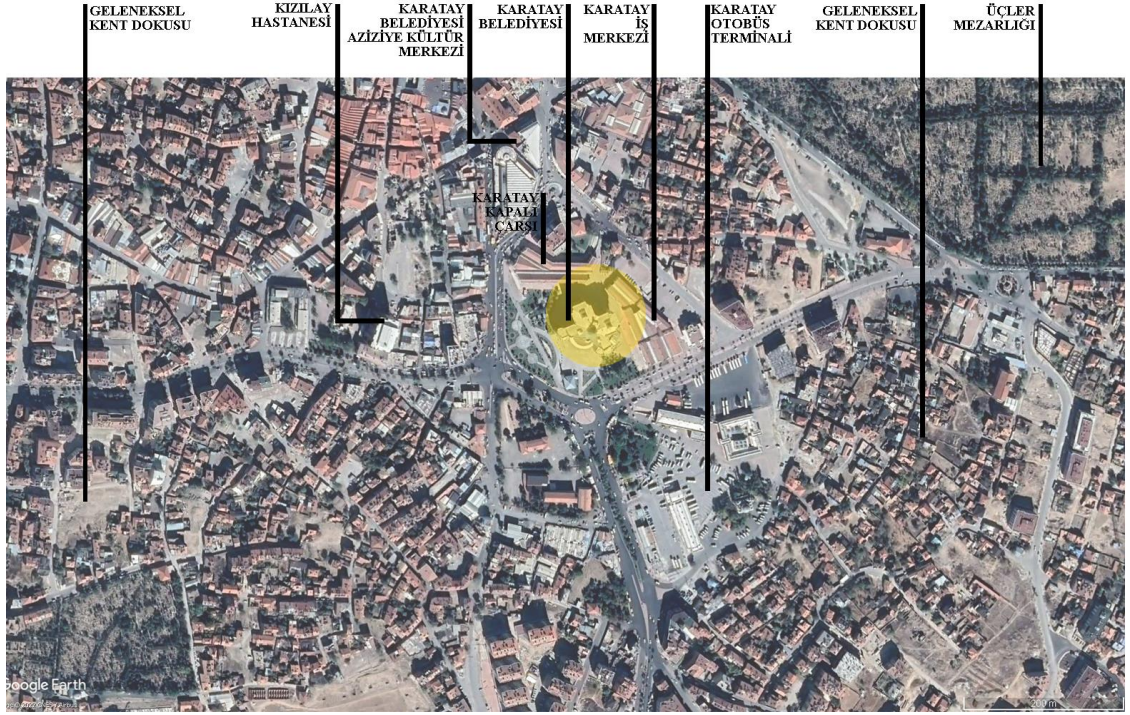 GELENEKSEL
KENT DOKUSU
KIZILAY
HASTANESİ
KARATAY
BELEDİYESİ
AZİZİYE KÜLTÜR
MERKEZİ
KARATAY
BELEDİYESİ
KARATAY
İŞ
MERKEZİ
KARATAY
OTOBÜS
TERMİNALİ
GELENEKSEL
KENT DOKUSU
ÜÇLER
MEZARLIĞI
KARATAY
KAPALI
ÇARŞI
Google Earth
200 m